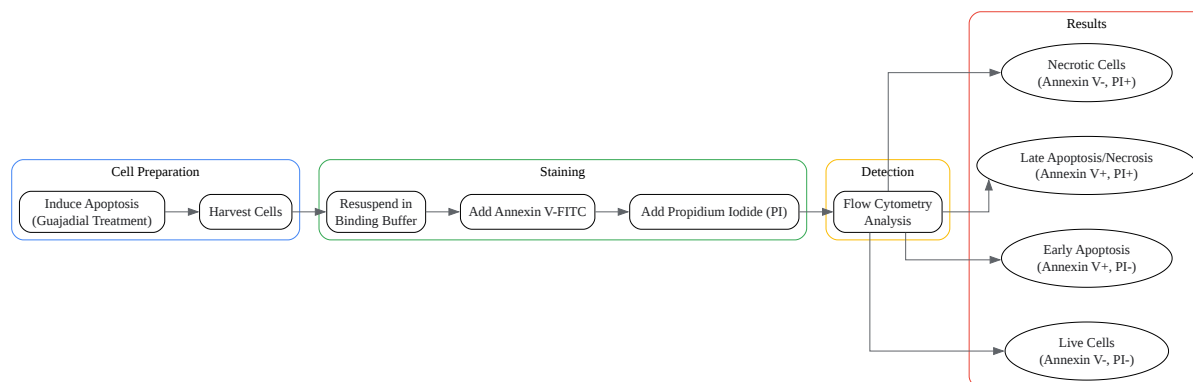 Results
Necrotic Cells
(Annexin V-, PI+)
Late Apoptosis/Necrosis
(Annexin V+, PI+)
Cell Preparation
Induce Apoptosis
(Guajadial Treatment)
Harvest Cells
Staining
Resuspend in
Binding Buffer
Add Annexin V-FITC
Add Propidium Iodide (PI)
Detection
Flow Cytometry
Analysis
Early Apoptosis
(Annexin V+, PI-)
Live Cells
(Annexin V-, PI-)